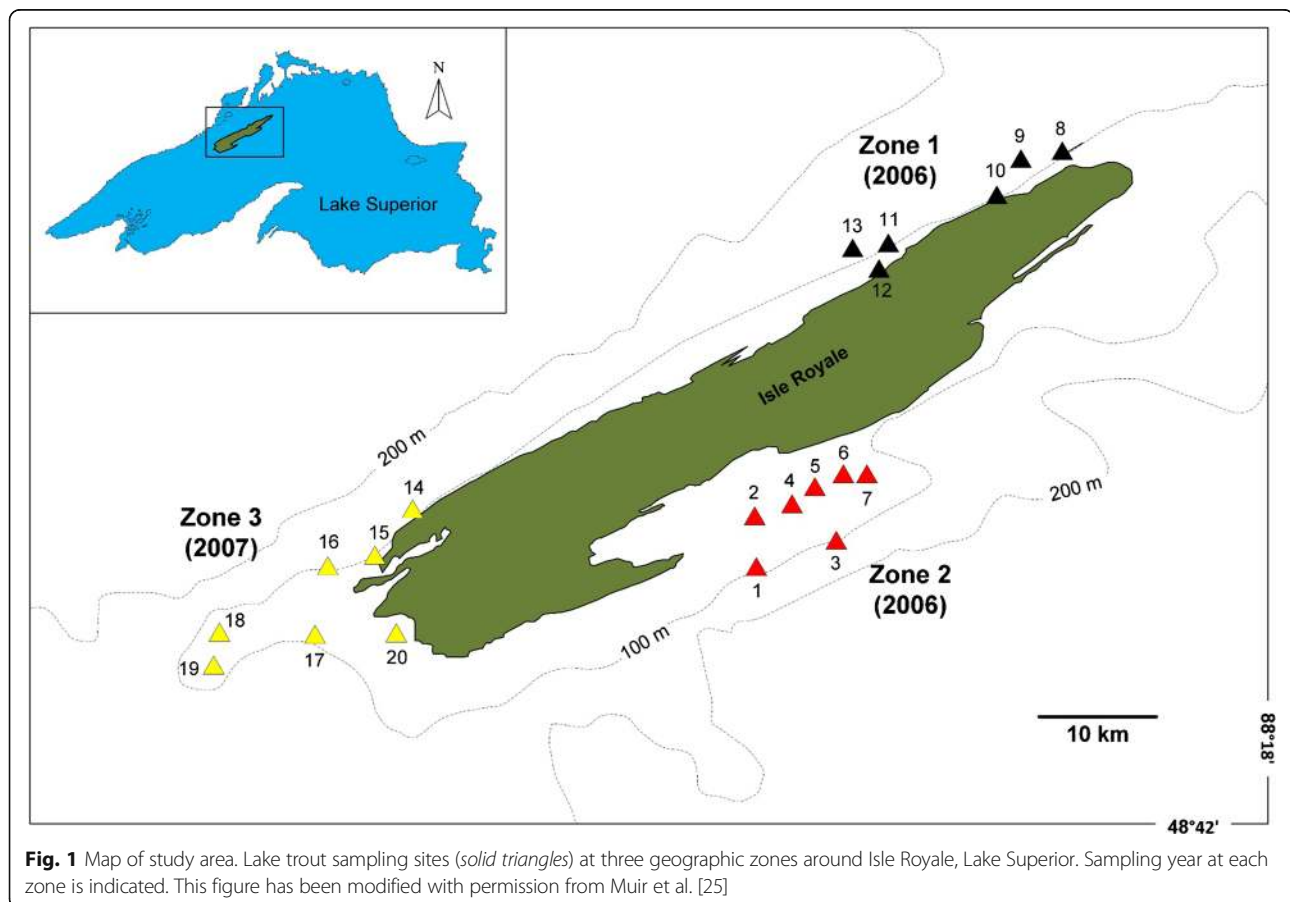 N
Lake Superior
Zone 1
(2006)
9
8
10
13
11
12
Isle Royale
200 m
14
Zone 3
(2007)
16
15
18
19
17
20
2
4
5
6
7
3
1
Zone 2
(2006)
200 m
100 m
10 km
88°18'
48°42'
Fig. 1 Map of study area. Lake trout sampling sites (solid triangles) at three geographic zones around Isle Royale, Lake Superior. Sampling year at each
zone is indicated. This figure has been modified with permission from Muir et al. [25]